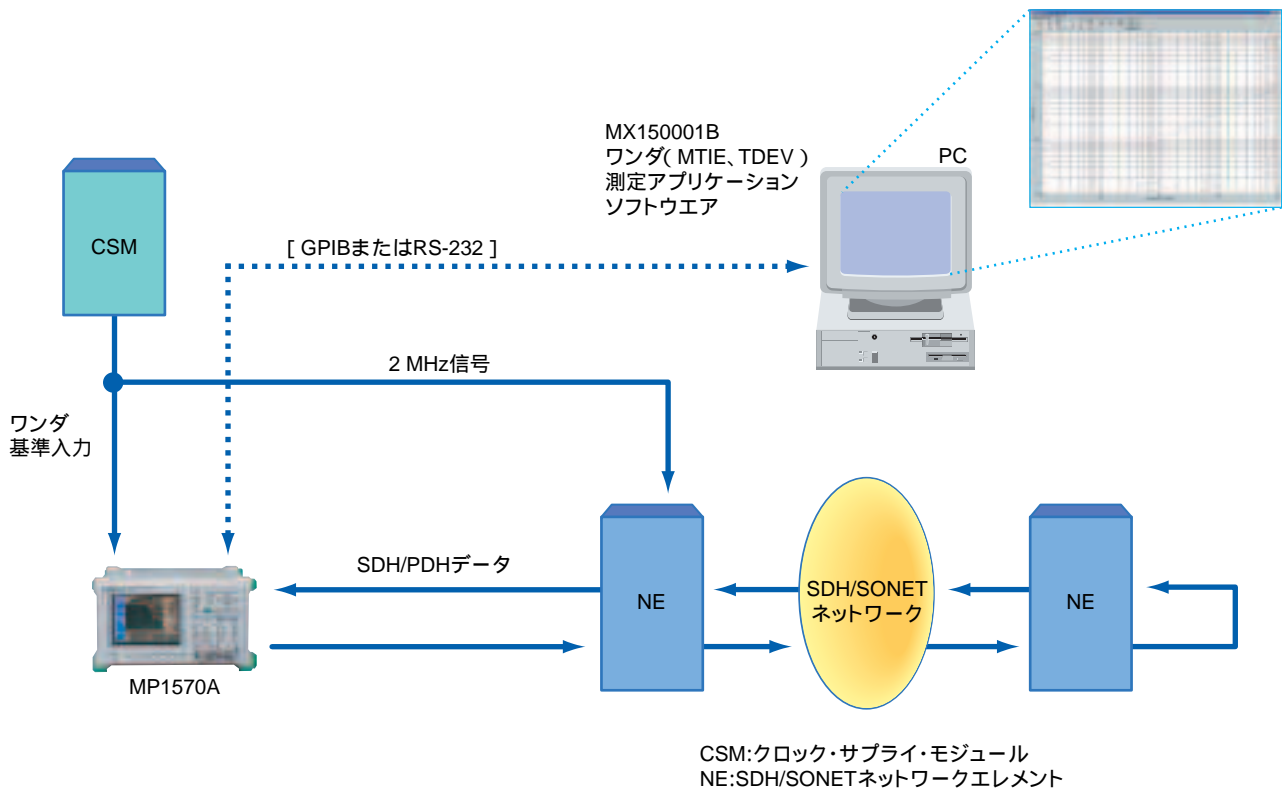 MX150001B
ワンダ( MTIE、TDEV )
測定アプリケーション
ソフトウエア
PC
CSM
[ GPIBまたはRS-232 ]
2 MHz信号
ワンダ
基準入力
SDH/PDHデータ
NE
SDH/SONET
ネットワーク
NE
MP1570A
CSM:クロック・サプライ・モジュール
NE:SDH/SONETネットワークエレメント